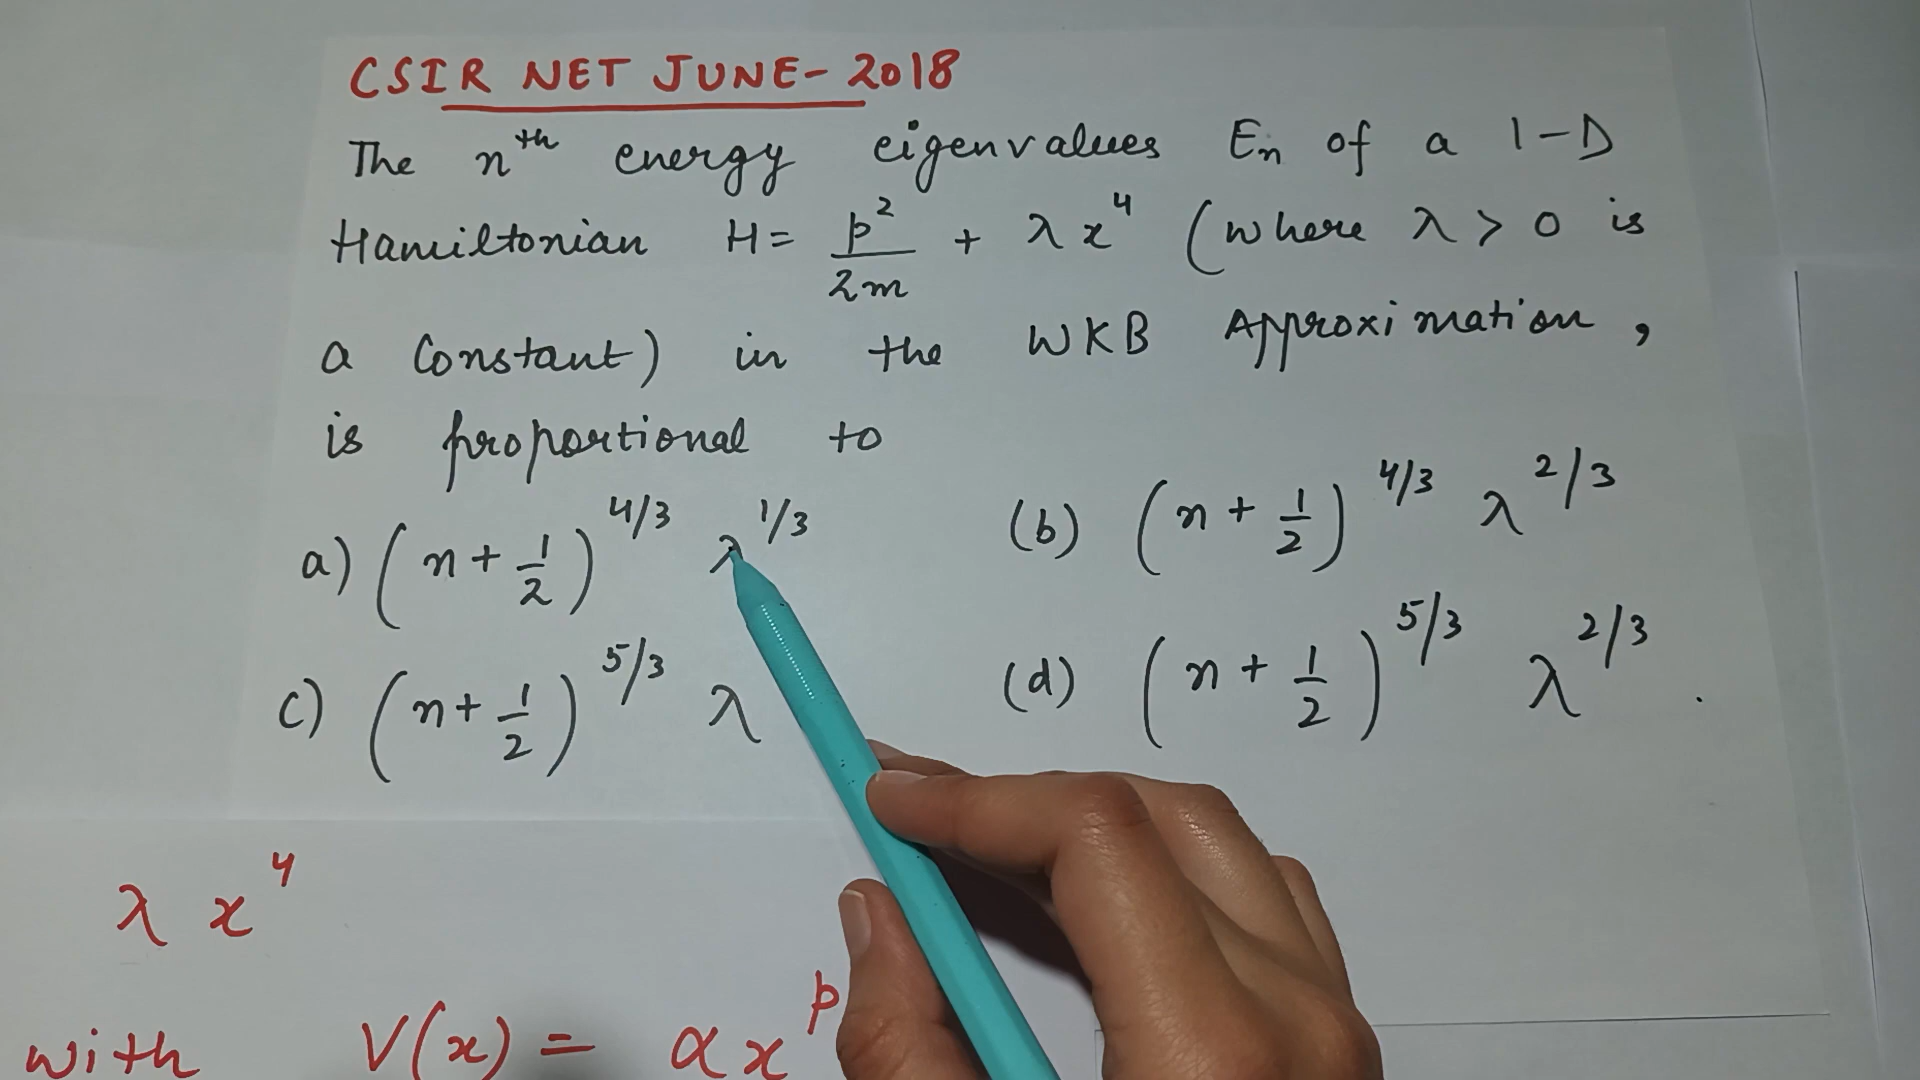 CSIR NET JUNE- 2018
The nᵗʰ energy eigenvalues Eₙ of a 1-D
Hamiltonian H = p²/2m + λx⁴ (where λ > 0 is
a Constant) in the WKB Approximation,
is proportional to
a) (n + 1/2)^4/3 λ^1/3 (b) (n + 1/2)^4/3 λ^2/3
c) (n + 1/2)^5/3 λ (d) (n + 1/2)^5/3 λ^2/3 .
λ x⁴
with V(x) = αx^p